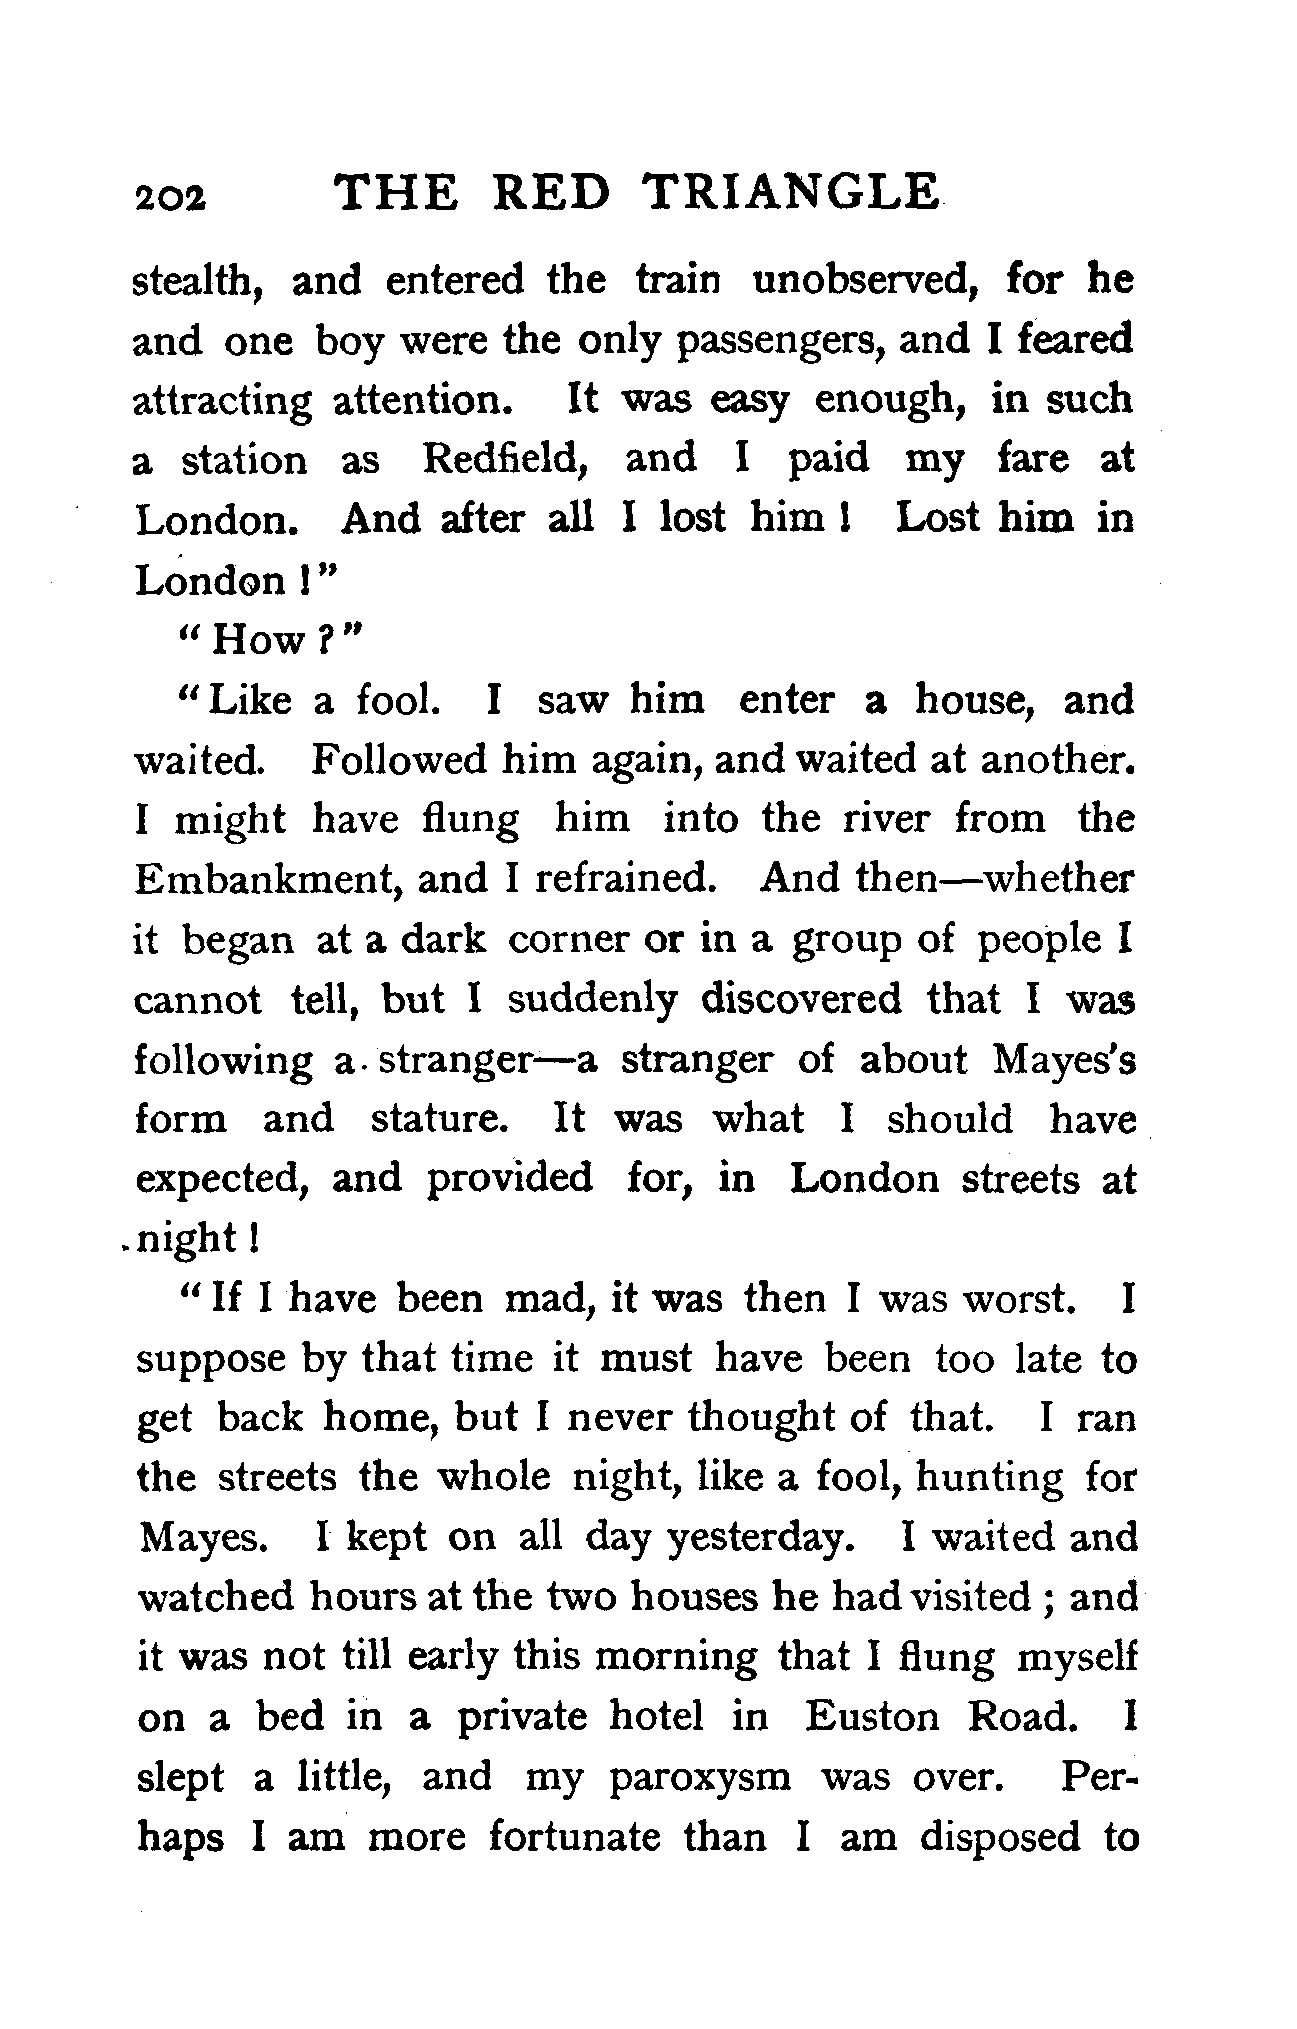 202 THE RED TRIANGLE
stealth, and entered the train unobserved, for he
and one boy were the only passengers, and I feared
attracting attention. It was easy enough, in such
a station as Redfield, and I paid my fare at
London. And after all I lost him ! Lost him in
London !"
" How ? "
" Like a fool. I saw him enter a house, and
waited. Followed him again, and waited at another.
I might have flung him into the river from the
Embankment, and I refrained. And then—whether
it began at a dark corner or in a group of people I
cannot tell, but I suddenly discovered that I was
following a stranger—a stranger of about Mayes's
form and stature. It was what I should have
expected, and provided for, in London streets at
night !
" If I have been mad, it was then I was worst. I
suppose by that time it must have been too late to
get back home, but I never thought of that. I ran
the streets the whole night, like a fool, hunting for
Mayes. I kept on all day yesterday. I waited and
watched hours at the two houses he had visited ; and
it was not till early this morning that I flung myself
on a bed in a private hotel in Euston Road. I
slept a little, and my paroxysm was over. Per-
haps I am more fortunate than I am disposed to